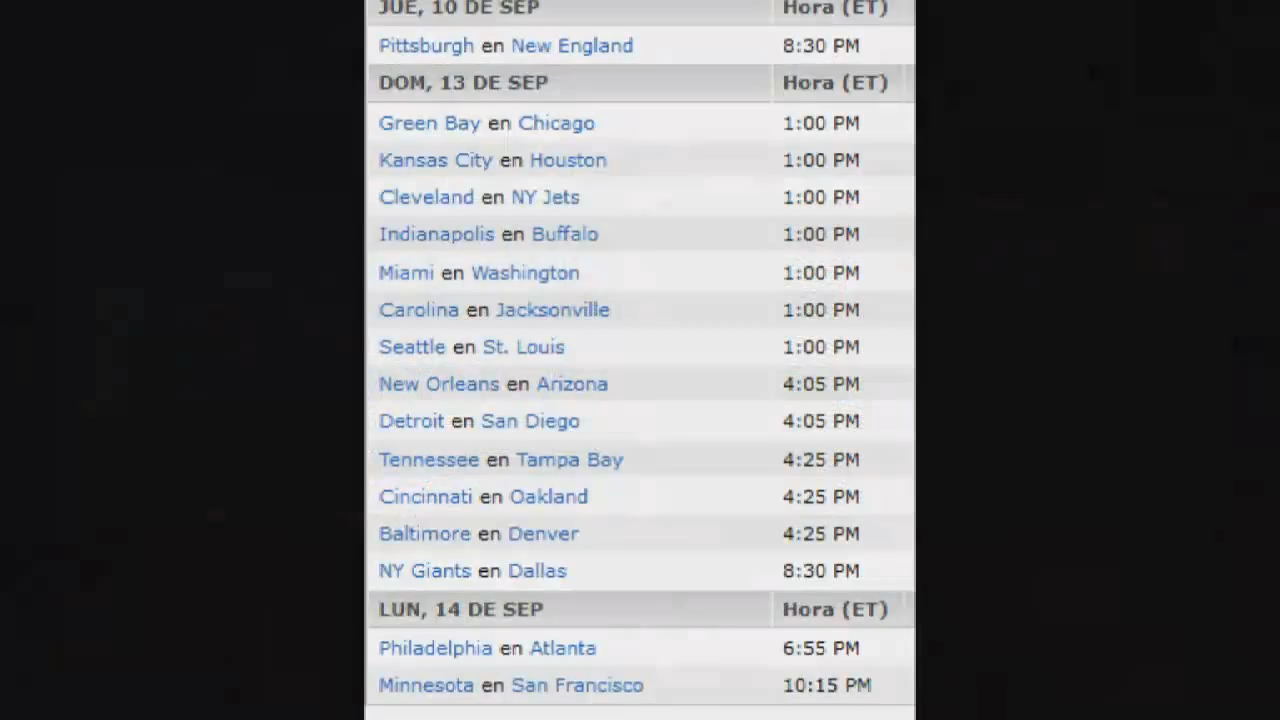 JUE, 10 DE SEP Hora (ET)
Pittsburgh en New England 8:30 PM
DOM, 13 DE SEP Hora (ET)
Green Bay en Chicago 1:00 PM
Kansas City en Houston 1:00 PM
Cleveland en NY Jets 1:00 PM
Indianapolis en Buffalo 1:00 PM
Miami en Washington 1:00 PM
Carolina en Jacksonville 1:00 PM
Seattle en St. Louis 1:00 PM
New Orleans en Arizona 4:05 PM
Detroit en San Diego 4:05 PM
Tennessee en Tampa Bay 4:25 PM
Cincinnati en Oakland 4:25 PM
Baltimore en Denver 4:25 PM
NY Giants en Dallas 8:30 PM
LUN, 14 DE SEP Hora (ET)
Philadelphia en Atlanta 6:55 PM
Minnesota en San Francisco 10:15 PM